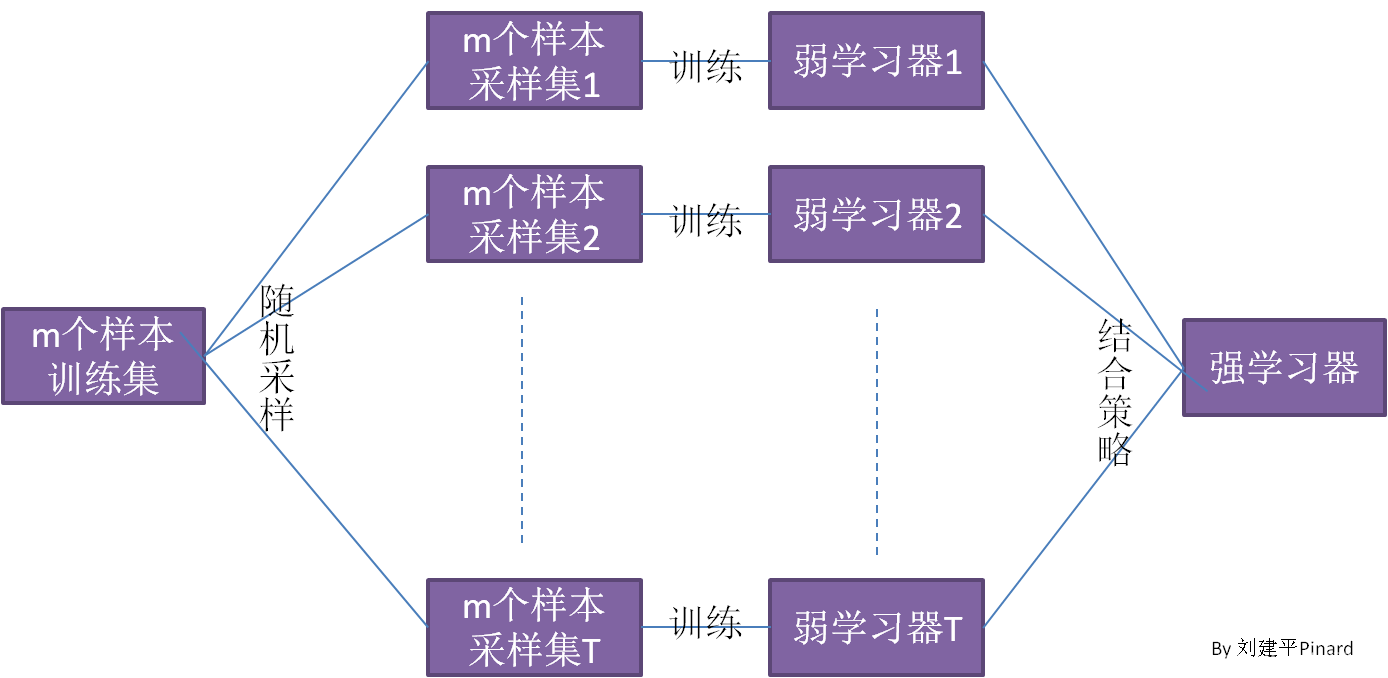 m个样本
采样集1
训练
弱学习器1
m个样本
采样集2
训练
弱学习器2
m个样本
训练集
随机采样
结合策略
强学习器
m个样本
采样集T
训练
弱学习器T
By 刘建平Pinard